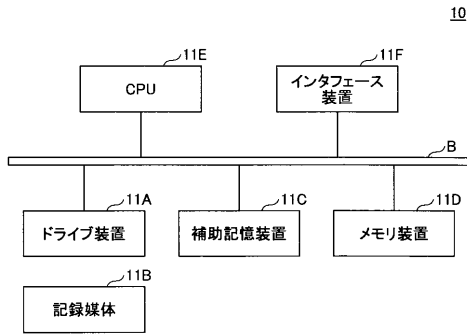 10
11E
CPU
11F
インタフェース
装置
B
11A
ドライブ装置
11C
補助記憶装置
11D
メモリ装置
11B
記録媒体